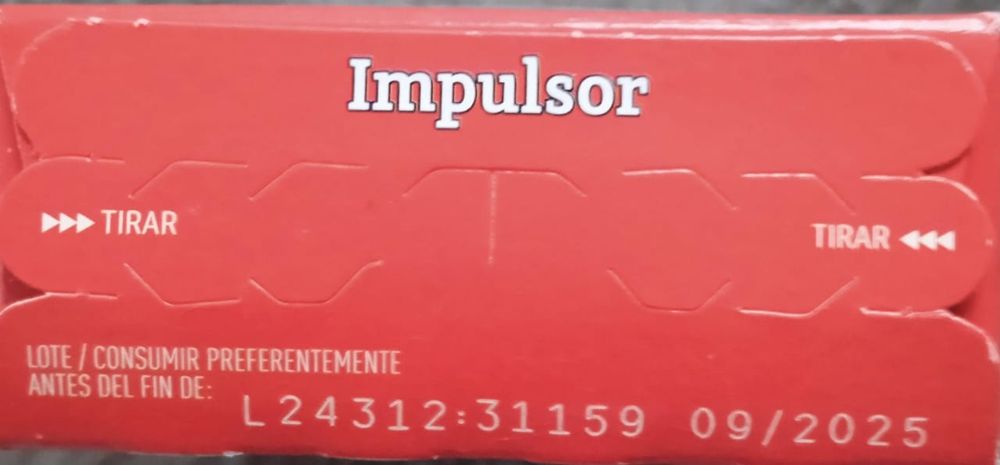 Impulsor
▶▶▶ TIRAR
TIRAR ◀◀◀
LOTE / CONSUMIR PREFERENTEMENTE
ANTES DEL FIN DE:
L24312:31159 09/2025